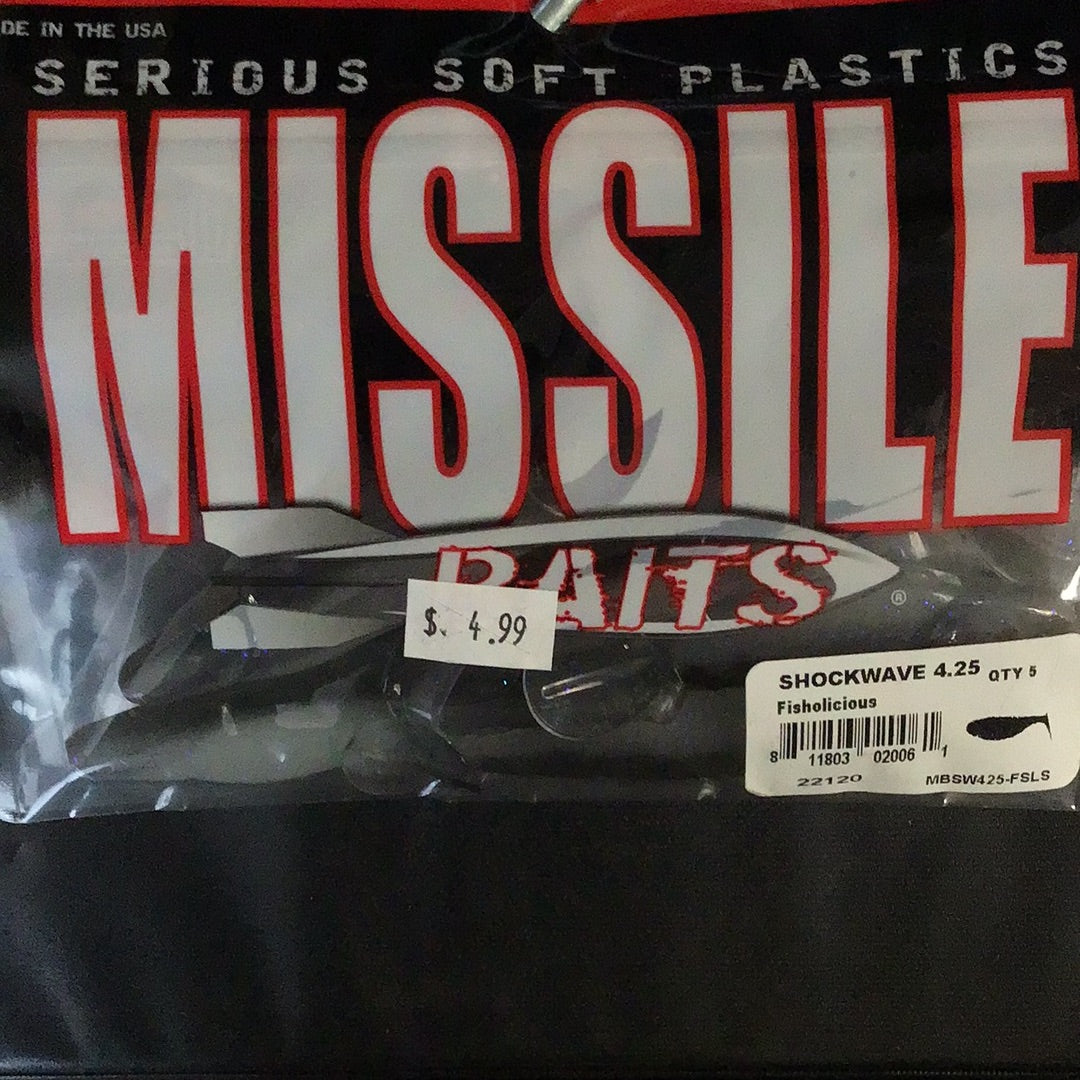 DE IN THE USA
SERIOUS SOFT PLASTICS
MISSILE
BAITS
®
$. 4.99
SHOCKWAVE 4.25 QTY 5
Fisholicious
8 11803 02006 1
22120 MBSW425-FSLS